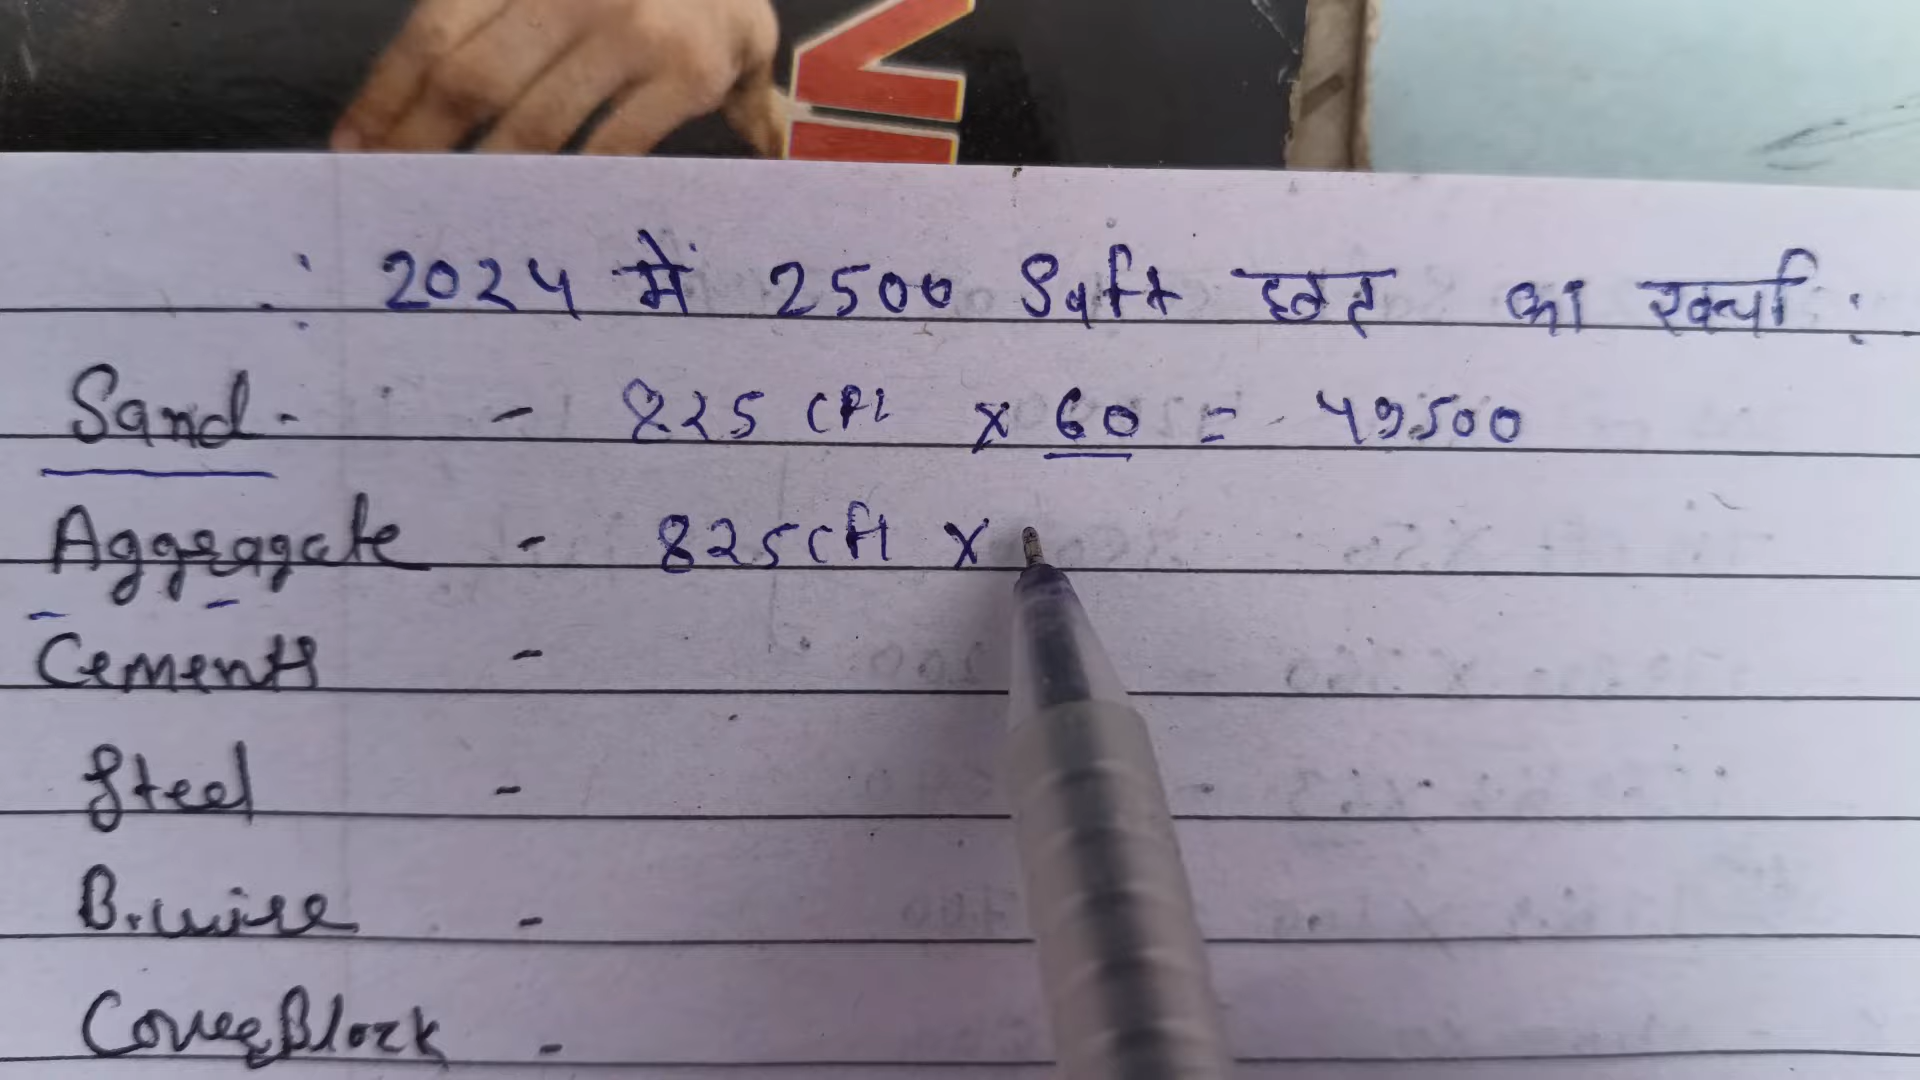 : 2024 में 2500 Sqft छत का खर्चा :
Sand - 825 cft x 60 = 49500
Aggregate - 825 cft x
Cements -
Steel -
B.wire -
Cover Block -